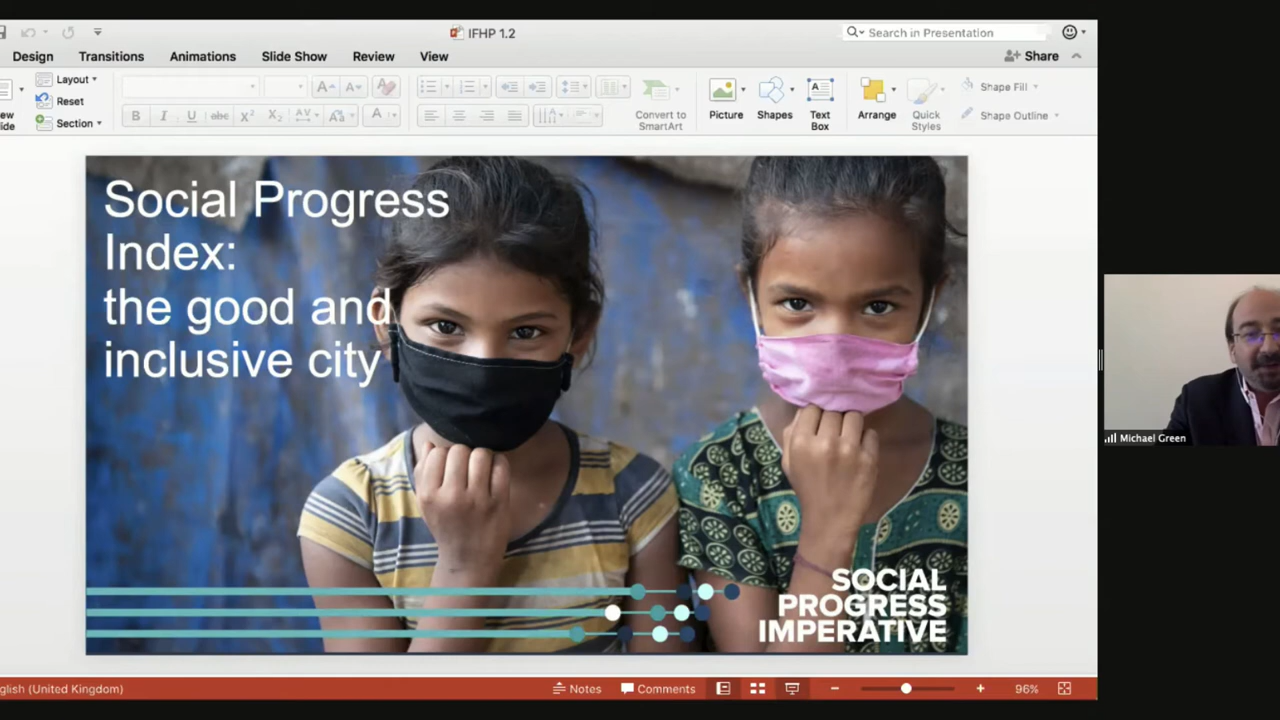 IFHP 1.2
Search in Presentation
Design
Transitions
Animations
Slide Show
Review
View
Share
Layout
Reset
Section
Convert to
SmartArt
Picture
Shapes
Text
Box
Arrange
Quick
Styles
Shape Fill
Shape Outline
Social Progress
Index:
the good and
inclusive city
SOCIAL
PROGRESS
IMPERATIVE
Michael Green
(United Kingdom)
Notes
Comments
96%